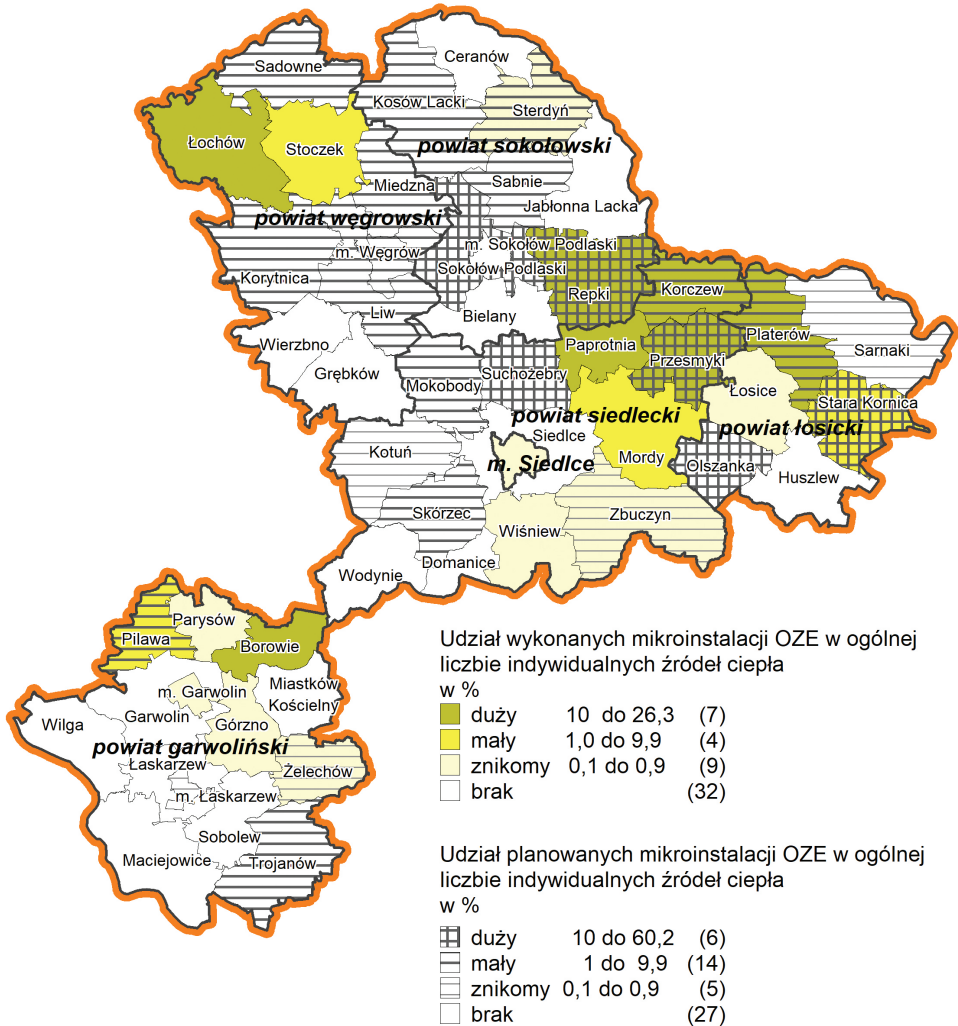 Ceranów
Sadowne
Kosów Lacki
Sterdyń
Łochów
Stoczek
powiat sokołowski
Miedzna
Sabnie
Jabłonna Lacka
powiat węgrowski
m. Sokołów Podlaski
m. Węgrów
Sokołów Podlaski
Korytnica
Repki
Korczew
Liw
Bielany
Platerów
Wierzbno
Paprotnia
Przesmyki
Sarnaki
Grębków
Mokobody
Suchożebry
Łosice
Stara Kornica
powiat siedlecki
powiat łosicki
Siedlce
Kotuń
m. Siedlce
Mordy
Olszanka
Huszlew
Skórzec
Zbuczyn
Wiśniew
Domanice
Wodynie
Parysów
Pilawa
Borowie
m. Garwolin
Miastków
Kościelny
Garwolin
Wilga
Górzno
powiat garwoliński
Łaskarzew
Żelechów
m. Łaskarzew
Sobolew
Maciejowice
Trojanów
Udział wykonanych mikroinstalacji OZE w ogólnej
liczbie indywidualnych źródeł ciepła
w %
duży 10 do 26,3 (7)
mały 1,0 do 9,9 (4)
znikomy 0,1 do 0,9 (9)
brak (32)
Udział planowanych mikroinstalacji OZE w ogólnej
liczbie indywidualnych źródeł ciepła
w %
duży 10 do 60,2 (6)
mały 1 do 9,9 (14)
znikomy 0,1 do 0,9 (5)
brak (27)